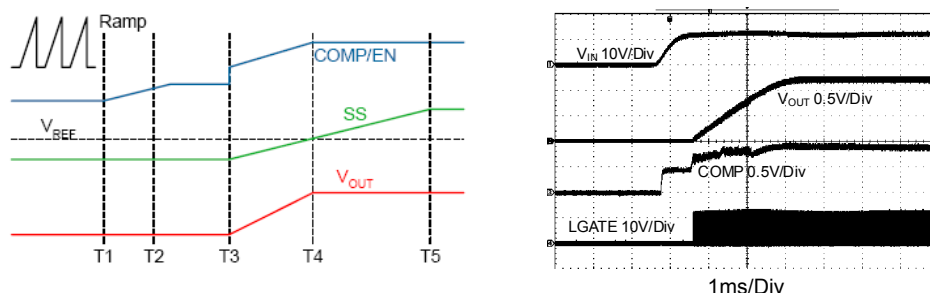 Ramp
COMP/EN
V_REF
SS
V_OUT
T1 T2 T3 T4 T5
V_IN 10V/Div
V_OUT 0.5V/Div
COMP 0.5V/Div
LGATE 10V/Div
1ms/Div